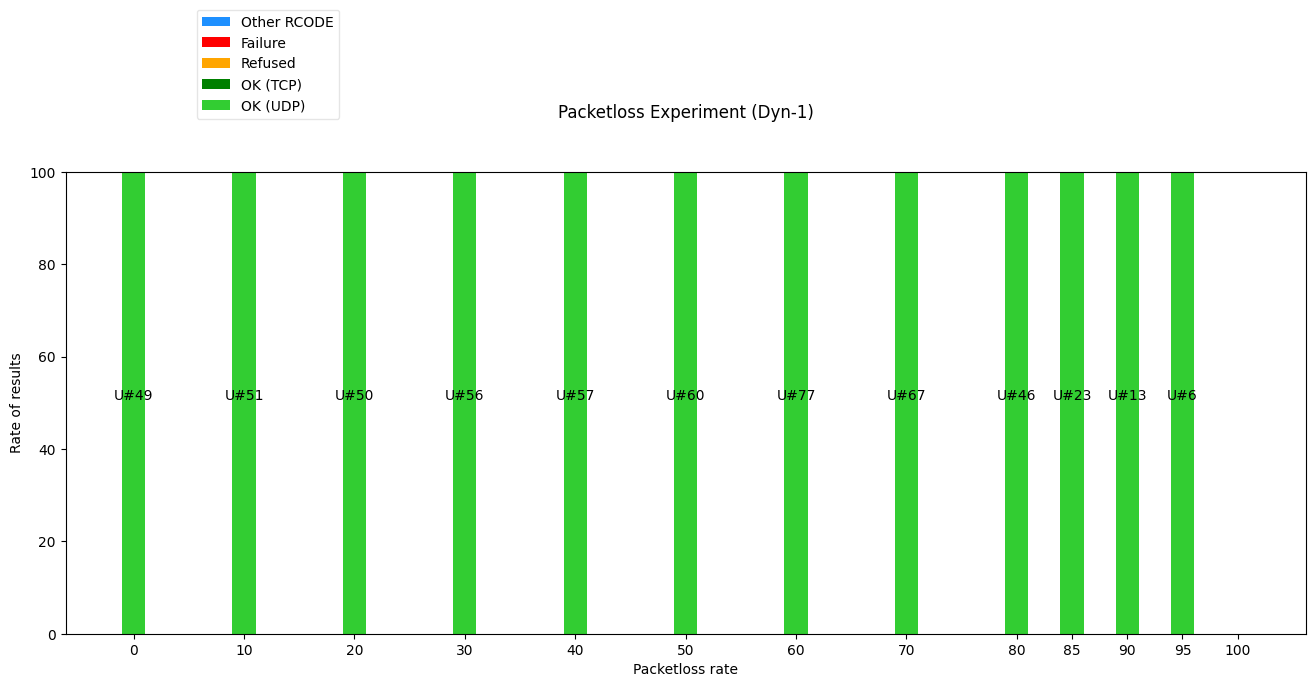 Other RCODE
Failure
Refused
OK (TCP)
OK (UDP)
Packetloss Experiment (Dyn-1)
100
80
60
40
20
0
Rate of results
U#49 U#51 U#50 U#56 U#57 U#60 U#77 U#67 U#46 U#23 U#13 U#6
0 10 20 30 40 50 60 70 80 85 90 95 100
Packetloss rate